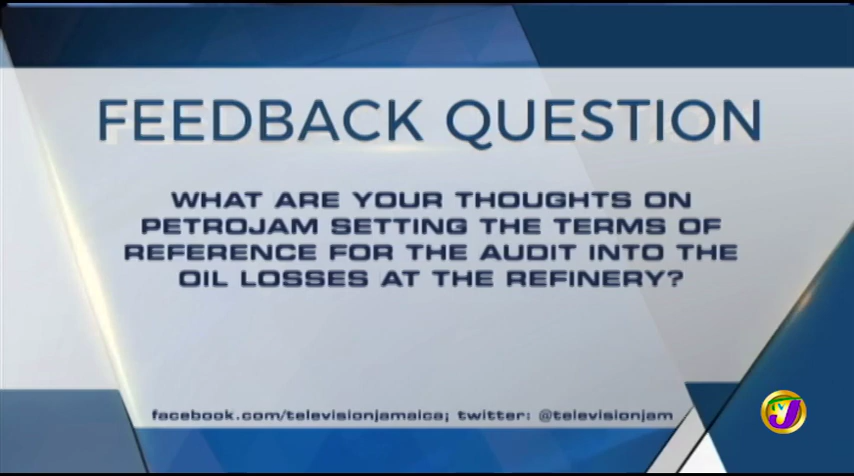 FEEDBACK QUESTION
WHAT ARE YOUR THOUGHTS ON
PETROJAM SETTING THE TERMS OF
REFERENCE FOR THE AUDIT INTO THE
OIL LOSSES AT THE REFINERY?
facebook.com/televisionjamaica; twitter: @televisionjam
TVJ